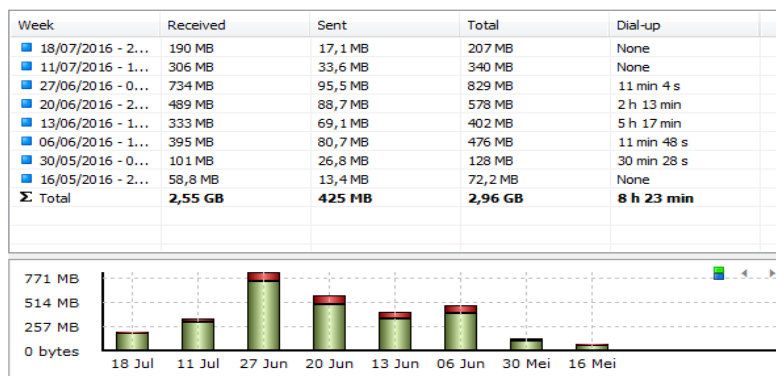 Week Received Sent Total Dial-up
18/07/2016 - 2... 190 MB 17,1 MB 207 MB None
11/07/2016 - 1... 306 MB 33,6 MB 340 MB None
27/06/2016 - 0... 734 MB 95,5 MB 829 MB 11 min 4 s
20/06/2016 - 2... 489 MB 88,7 MB 578 MB 2 h 13 min
13/06/2016 - 1... 333 MB 69,1 MB 402 MB 5 h 17 min
06/06/2016 - 1... 395 MB 80,7 MB 476 MB 11 min 48 s
30/05/2016 - 0... 101 MB 26,8 MB 128 MB 30 min 28 s
16/05/2016 - 2... 58,8 MB 13,4 MB 72,2 MB None
Σ Total 2,55 GB 425 MB 2,96 GB 8 h 23 min
771 MB
514 MB
257 MB
0 bytes
18 Jul 11 Jul 27 Jun 20 Jun 13 Jun 06 Jun 30 Mei 16 Mei